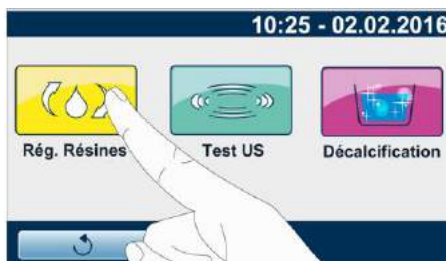 10:25 - 02.02.2016
Rég. Résines
Test US
Décalcification